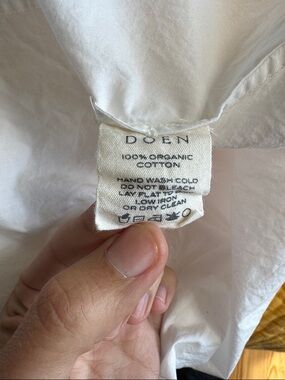 DOEN
100% ORGANIC
COTTON
HAND WASH COLD
DO NOT BLEACH
LAY FLAT TO
LOW IRON
OR DRY CLEAN